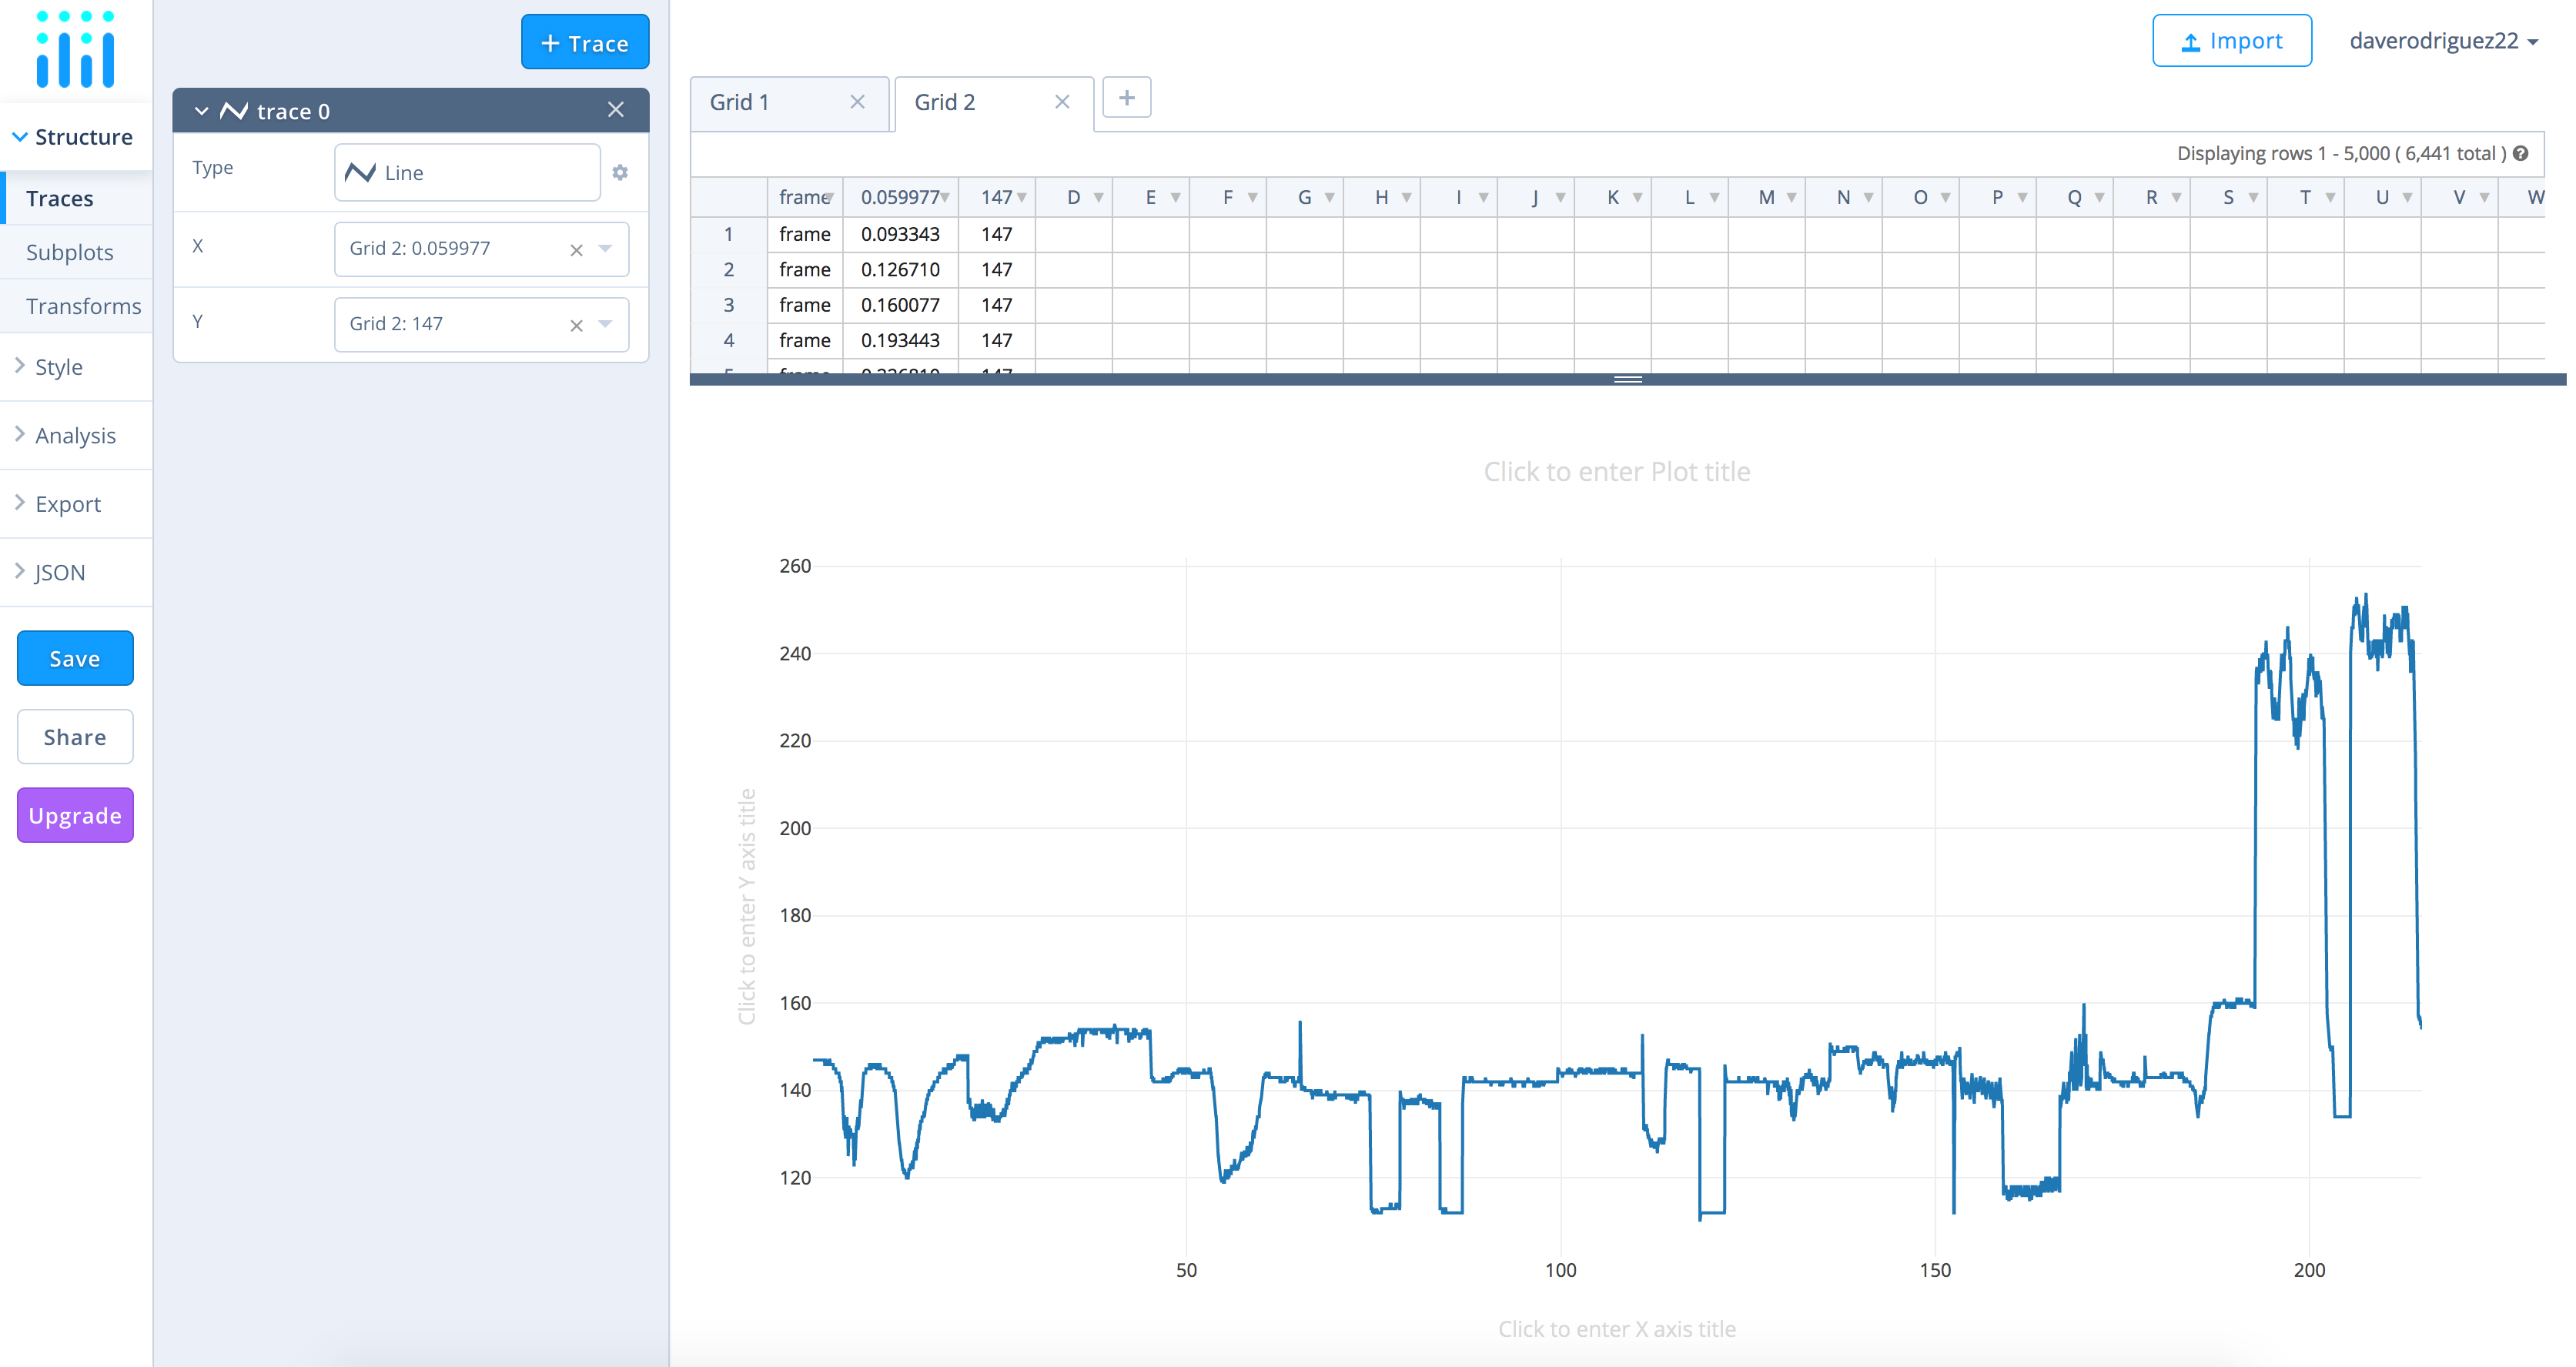 + Trace
Import
daverodriguez22
Grid 1
Grid 2
+
trace 0
Structure
Type
Line
Displaying rows 1 - 5,000 ( 6,441 total )
Traces
frame 0.059977 147 D E F G H I J K L M N O P Q R S T U V W
1 frame 0.093343 147
2 frame 0.126710 147
3 frame 0.160077 147
4 frame 0.193443 147
X
Grid 2: 0.059977
Subplots
Transforms
Y
Grid 2: 147
Style
Analysis
Export
JSON
Save
Share
Upgrade
Click to enter Plot title
260
240
220
200
180
160
140
120
Click to enter Y axis title
50 100 150 200
Click to enter X axis title